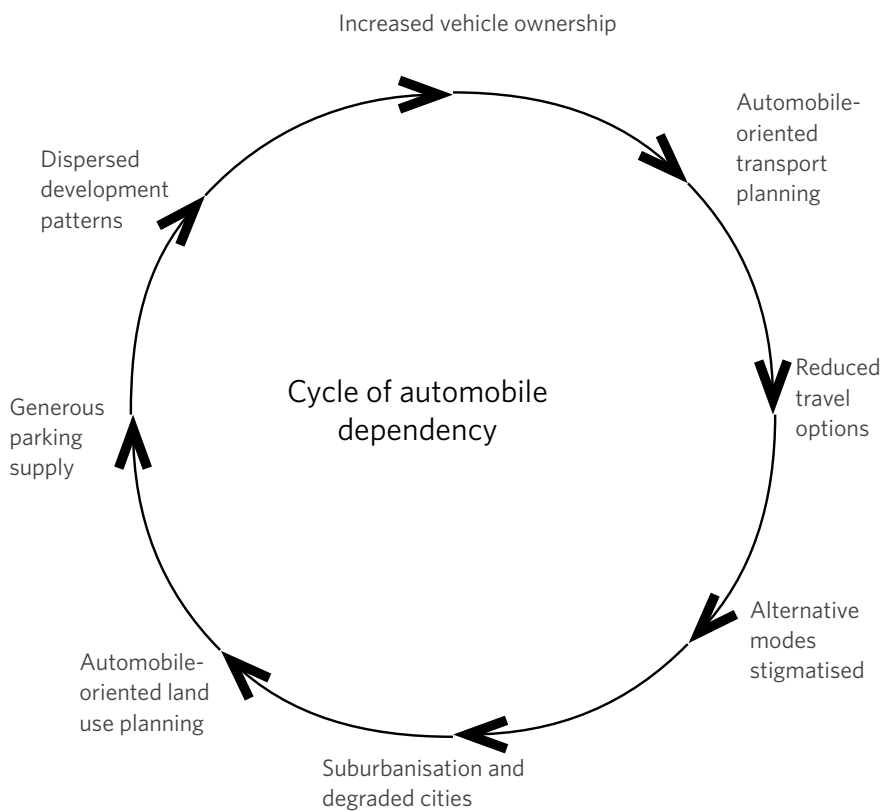 Increased vehicle ownership
Automobile-
oriented
transport
planning
Reduced
travel
options
Alternative
modes
stigmatised
Suburbanisation and
degraded cities
Automobile-
oriented land
use planning
Generous
parking
supply
Dispersed
development
patterns
Cycle of automobile
dependency